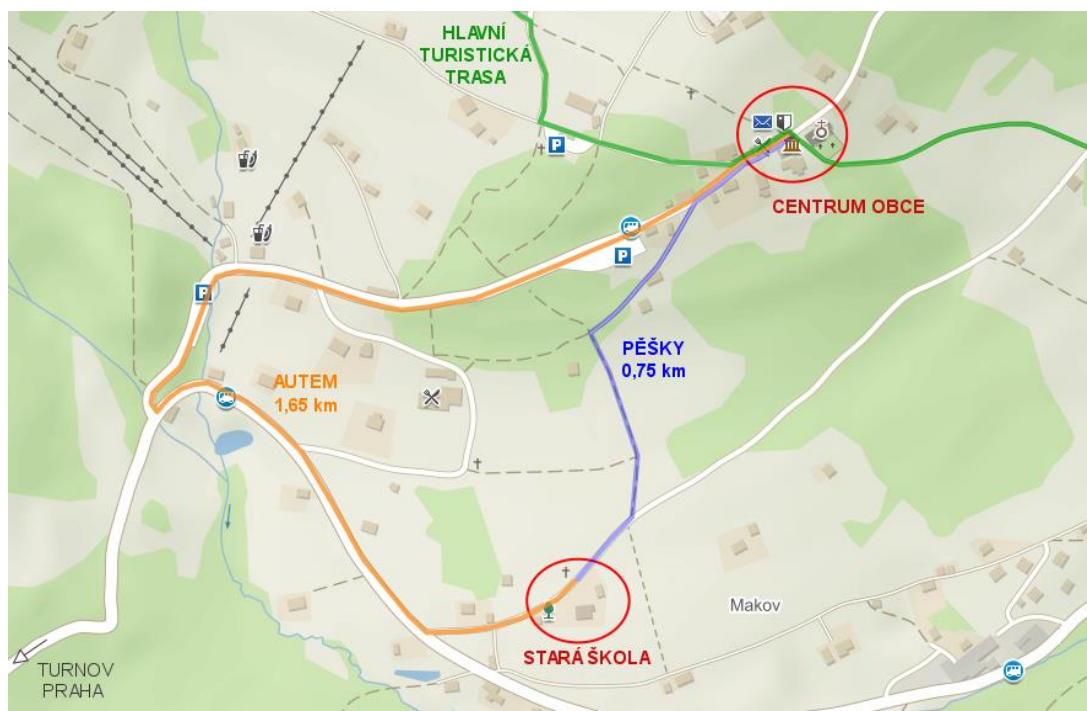 HLAVNÍ
TURISTICKÁ
TRASA
P
CENTRUM OBCE
P
P
PĚŠKY
0,75 km
AUTEM
1,65 km
Makov
STARÁ ŠKOLA
TURNOV
PRAHA